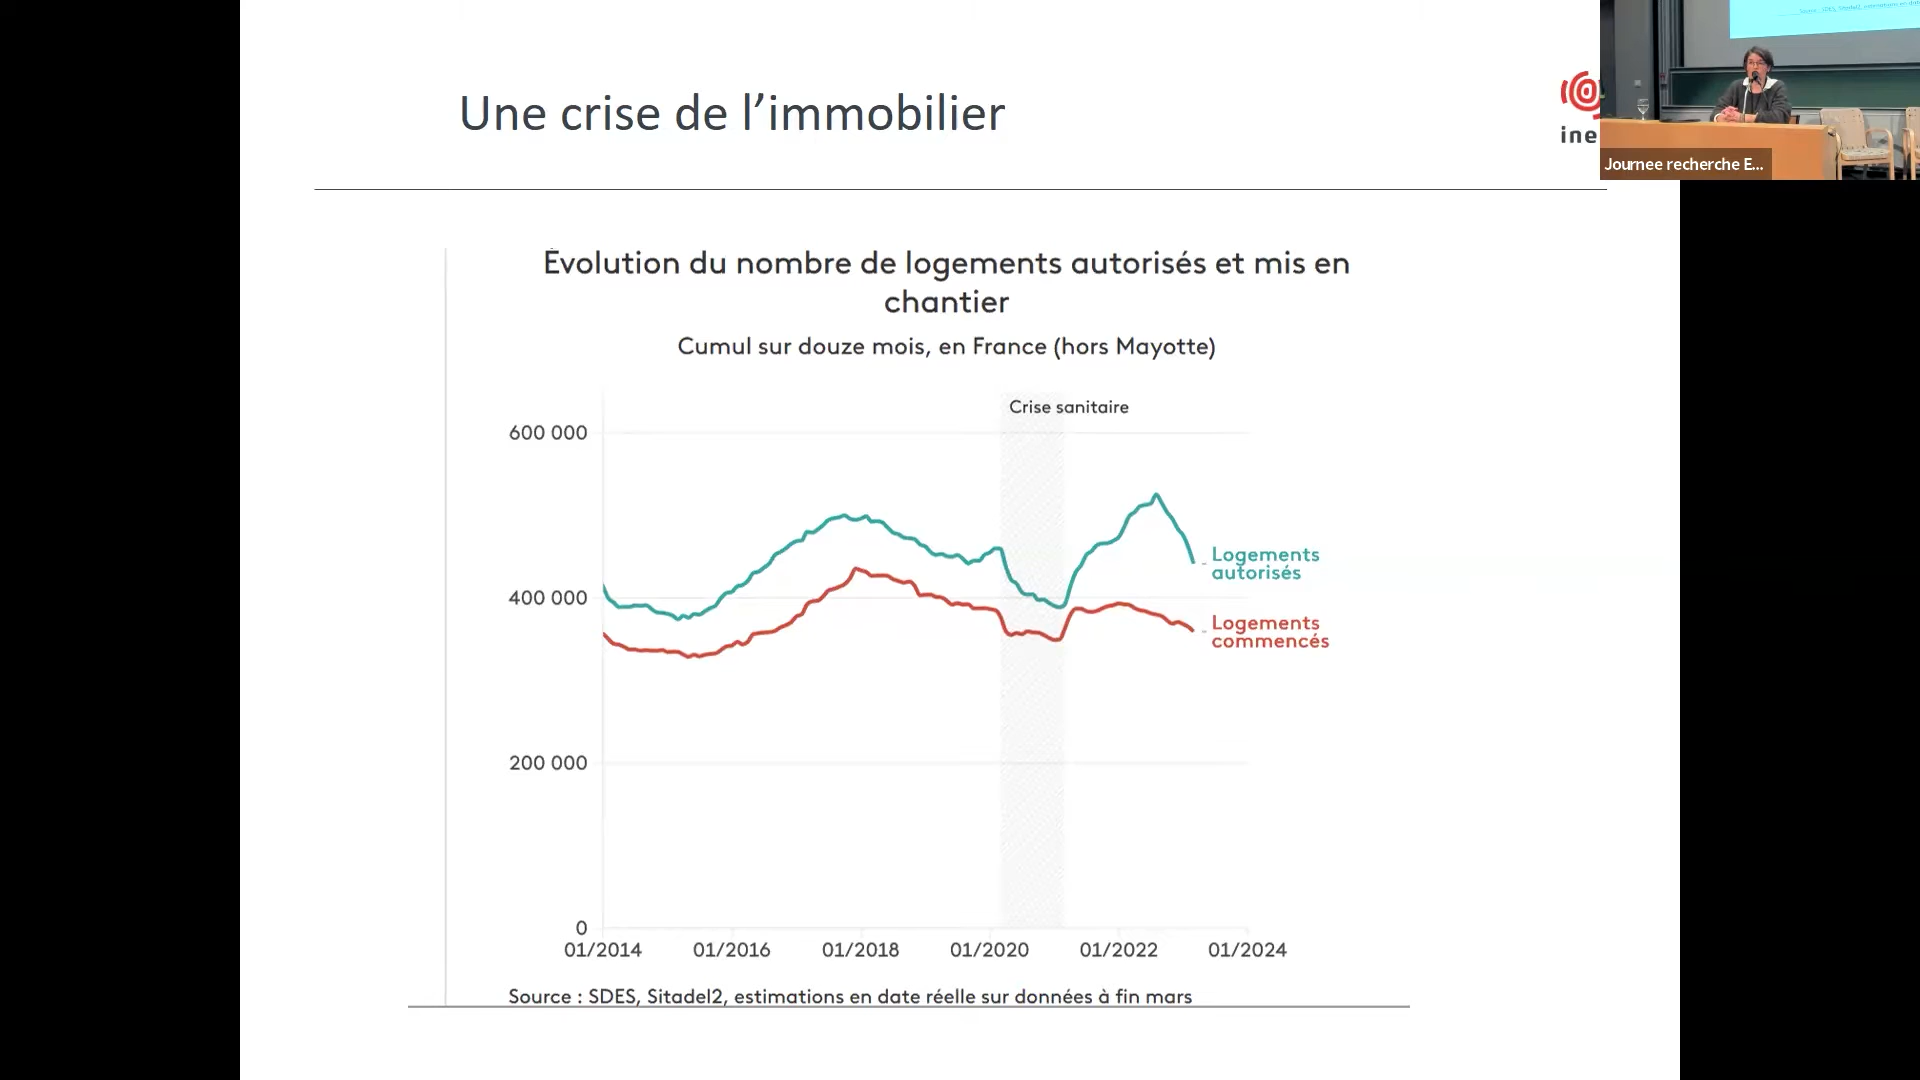 Une crise de l’immobilier
ine
Journee recherche E...
Évolution du nombre de logements autorisés et mis en
chantier
Cumul sur douze mois, en France (hors Mayotte)
Crise sanitaire
600 000
400 000
200 000
0
Logements
autorisés
Logements
commencés
01/2014 01/2016 01/2018 01/2020 01/2022 01/2024
Source : SDES, Sitadel2, estimations en date réelle sur données à fin mars